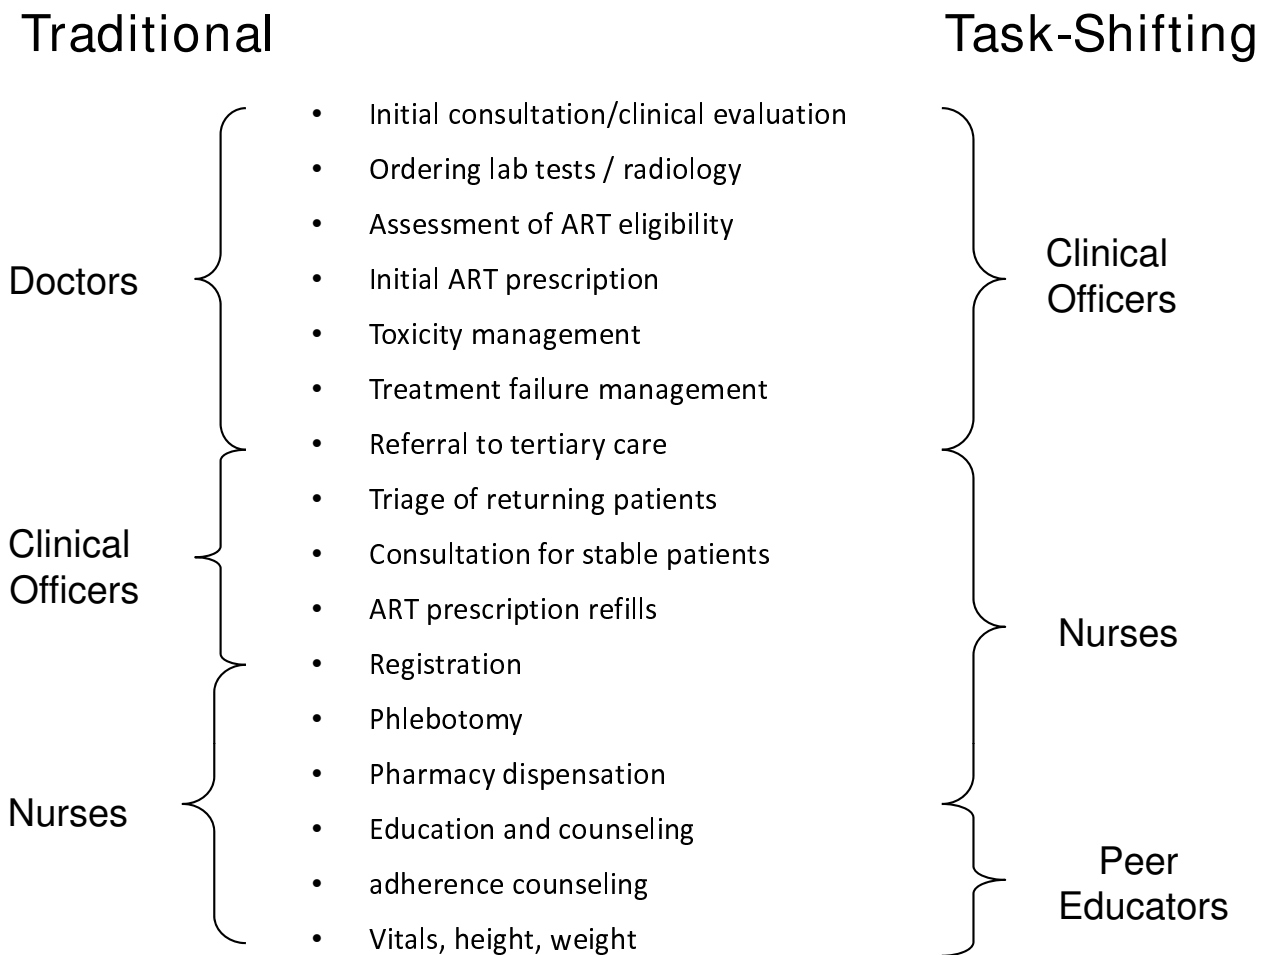 Traditional
Task-Shifting
Doctors
Clinical
Officers
Nurses
• Initial consultation/clinical evaluation
• Ordering lab tests / radiology
• Assessment of ART eligibility
• Initial ART prescription
• Toxicity management
• Treatment failure management
• Referral to tertiary care
• Triage of returning patients
• Consultation for stable patients
• ART prescription refills
• Registration
• Phlebotomy
• Pharmacy dispensation
• Education and counseling
• adherence counseling
• Vitals, height, weight
Clinical
Officers
Nurses
Peer
Educators